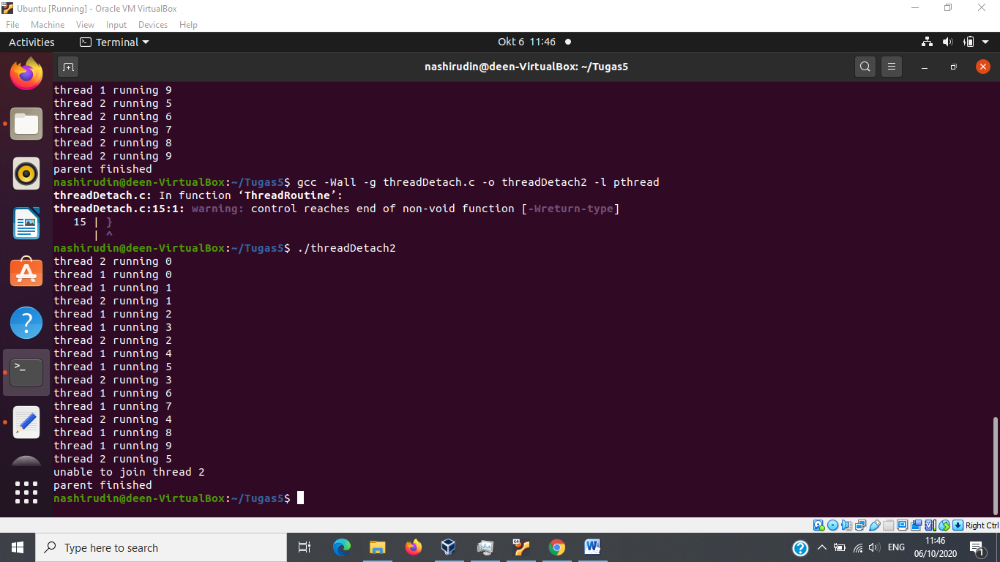 Ubuntu [Running] - Oracle VM VirtualBox
File Machine View Input Devices Help
Activities Terminal Okt 6 11:46
nashirudin@deen-VirtualBox: ~/Tugas5
thread 1 running 9
thread 2 running 5
thread 2 running 6
thread 2 running 7
thread 2 running 8
thread 2 running 9
parent finished
nashirudin@deen-VirtualBox:~/Tugas5$ gcc -Wall -g threadDetach.c -o threadDetach2 -l pthread
threadDetach.c: In function ‘ThreadRoutine’:
threadDetach.c:15:1: warning: control reaches end of non-void function [-Wreturn-type]
15 | }
| ^
nashirudin@deen-VirtualBox:~/Tugas5$ ./threadDetach2
thread 2 running 0
thread 1 running 0
thread 1 running 1
thread 2 running 1
thread 1 running 2
thread 1 running 3
thread 2 running 2
thread 1 running 4
thread 1 running 5
thread 2 running 3
thread 1 running 6
thread 1 running 7
thread 2 running 4
thread 1 running 8
thread 1 running 9
thread 2 running 5
unable to join thread 2
parent finished
nashirudin@deen-VirtualBox:~/Tugas5$
Right Ctrl
Type here to search
ENG
11:46
06/10/2020
1